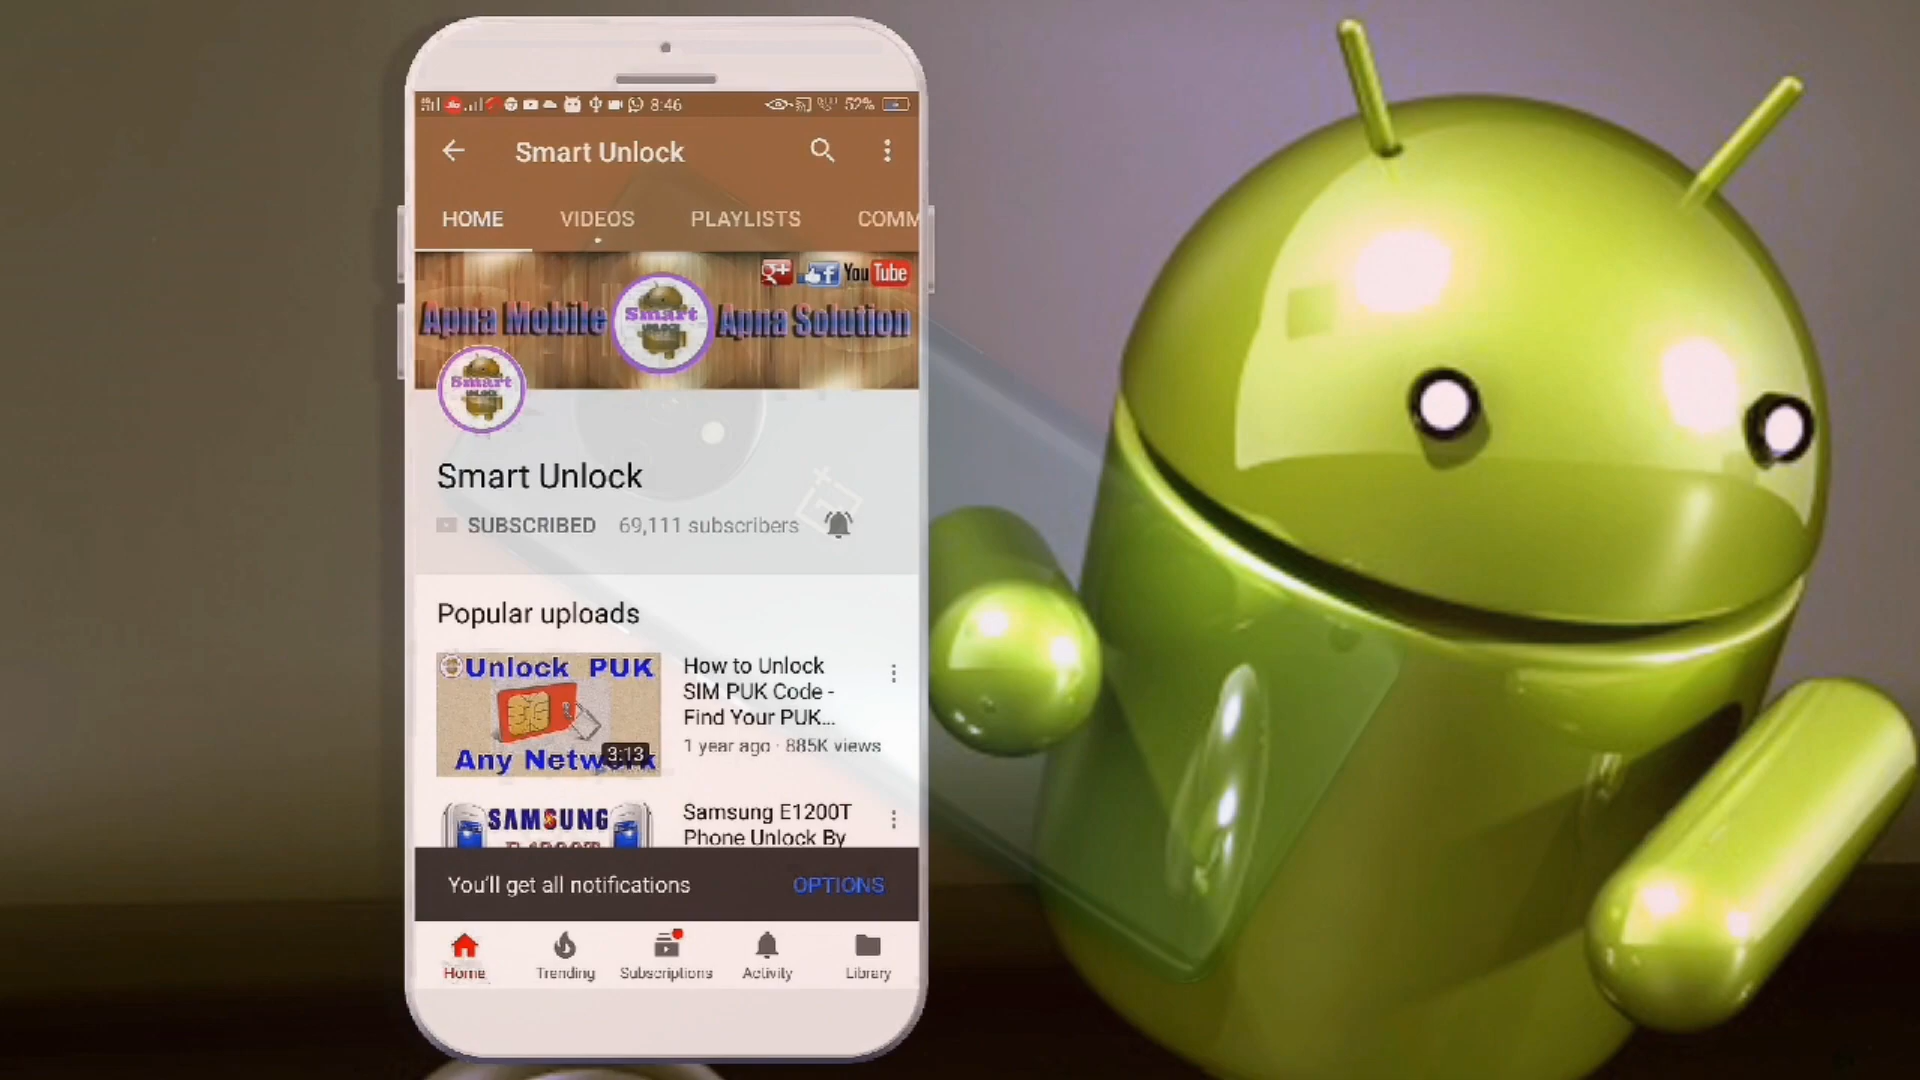 8:46
52%
Smart Unlock
HOME VIDEOS PLAYLISTS COMM
You Tube
Apna Mobile Smart UNLOCK Apna Solution
Smart
UNLOCK
Smart Unlock
SUBSCRIBED 69,111 subscribers
Popular uploads
Unlock PUK
Any Network
3:13
How to Unlock
SIM PUK Code -
Find Your PUK...
1 year ago · 885K views
SAMSUNG
Samsung E1200T
Phone Unlock By
You'll get all notifications OPTIONS
Home Trending Subscriptions Activity Library